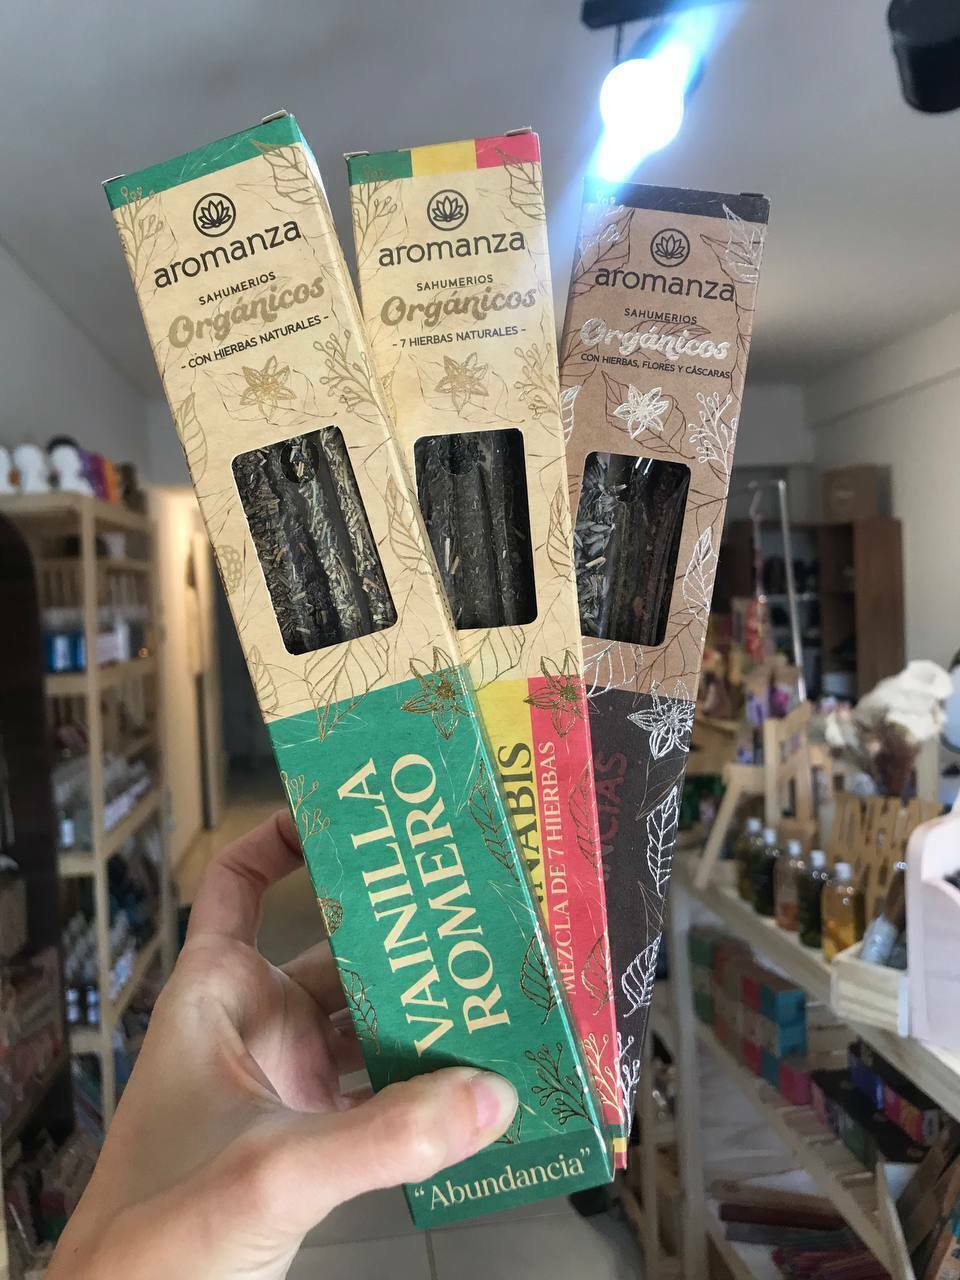 aromanza
SAHUMERIOS
Orgánicos
- CON HIERBAS NATURALES -
VAINILLA
ROMERO
“Abundancia”
aromanza
SAHUMERIOS
Orgánicos
- 7 HIERBAS NATURALES -
MEZCLA DE 7 HIERBAS
aromanza
SAHUMERIOS
Orgánicos
CON HIERBAS, FLORES Y CÁSCARAS